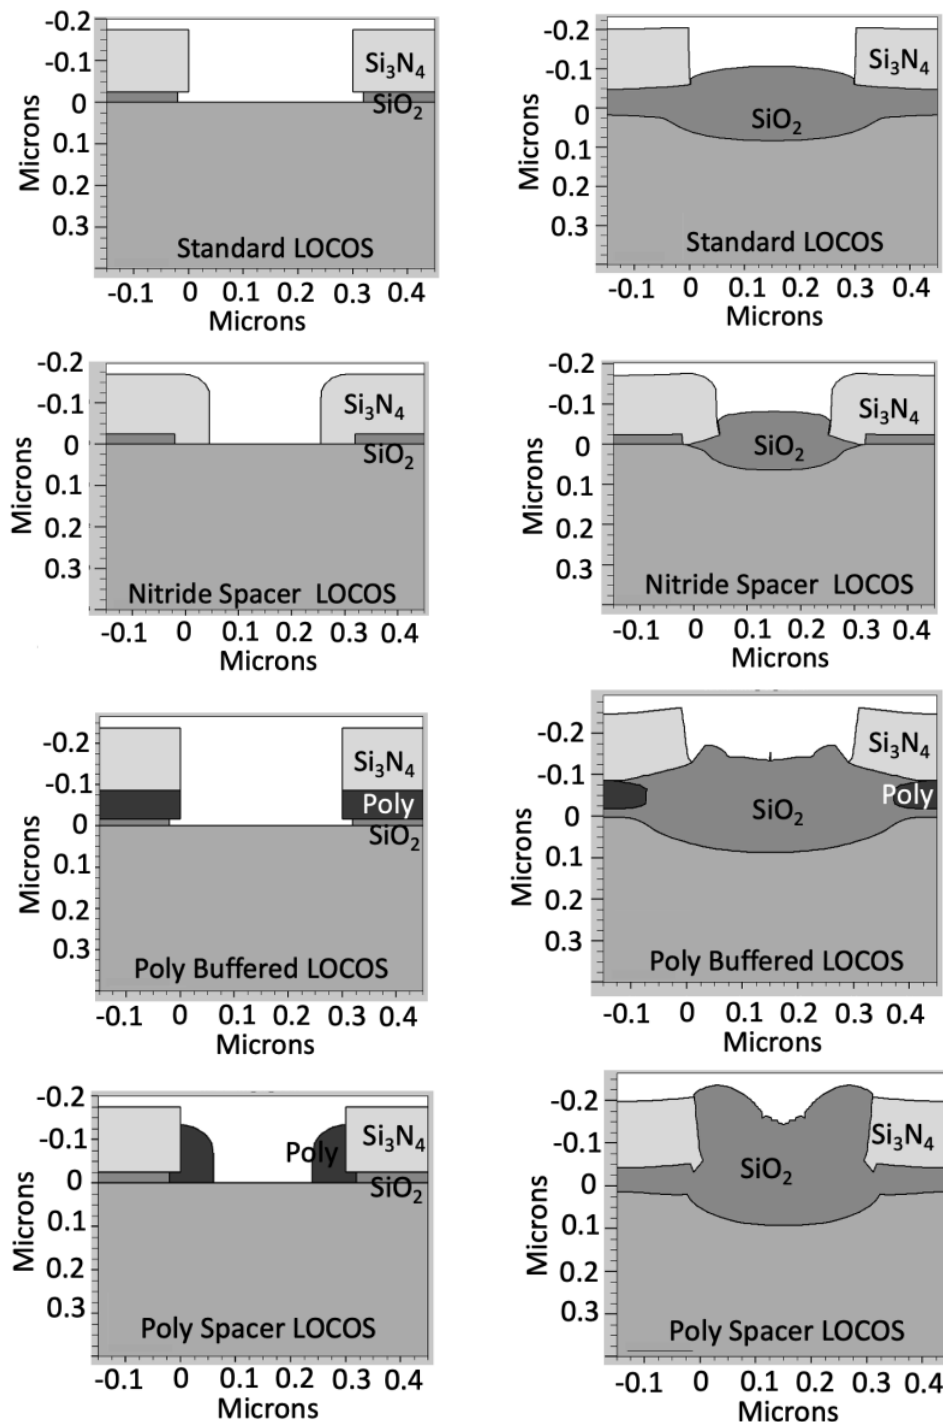 -0.2
-0.1
0
0.1
0.2
0.3
Microns
Si₃N₄
SiO₂
Standard LOCOS
-0.1 0 0.1 0.2 0.3 0.4
Microns
-0.2
-0.1
0
0.1
0.2
0.3
Microns
Si₃N₄
SiO₂
Standard LOCOS
-0.1 0 0.1 0.2 0.3 0.4
Microns
-0.2
-0.1
0
0.1
0.2
0.3
Microns
Si₃N₄
SiO₂
Nitride Spacer LOCOS
-0.1 0 0.1 0.2 0.3 0.4
Microns
-0.2
-0.1
0
0.1
0.2
0.3
Microns
Si₃N₄
SiO₂
Nitride Spacer LOCOS
-0.1 0 0.1 0.2 0.3 0.4
Microns
-0.2
-0.1
0
0.1
0.2
0.3
Microns
Si₃N₄
Poly
SiO₂
Poly Buffered LOCOS
-0.1 0 0.1 0.2 0.3 0.4
Microns
-0.2
-0.1
0
0.1
0.2
0.3
Microns
Si₃N₄
Poly
SiO₂
Poly Buffered LOCOS
-0.1 0 0.1 0.2 0.3 0.4
Microns
-0.2
-0.1
0
0.1
0.2
0.3
Microns
Si₃N₄
Poly
SiO₂
Poly Spacer LOCOS
-0.1 0 0.1 0.2 0.3 0.4
Microns
-0.2
-0.1
0
0.1
0.2
0.3
Microns
Si₃N₄
SiO₂
Poly Spacer LOCOS
-0.1 0 0.1 0.2 0.3 0.4
Microns